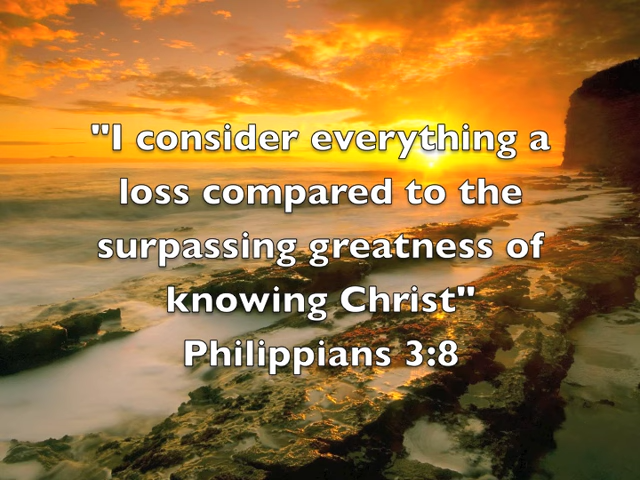 "I consider everything a
loss compared to the
surpassing greatness of
knowing Christ"
Philippians 3:8